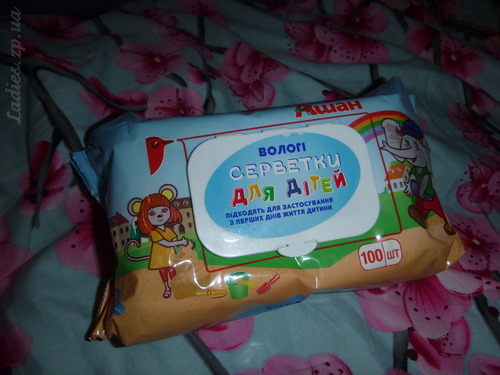 Ladies.zp.ua
Ашан
ВОЛОГІ
СЕРВЕТКИ
ДЛЯ ДІТЕЙ
ПІДХОДЯТЬ ДЛЯ ЗАСТОСУВАННЯ
З ПЕРШИХ ДНІВ ЖИТТЯ ДИТИНИ
100 ШТ